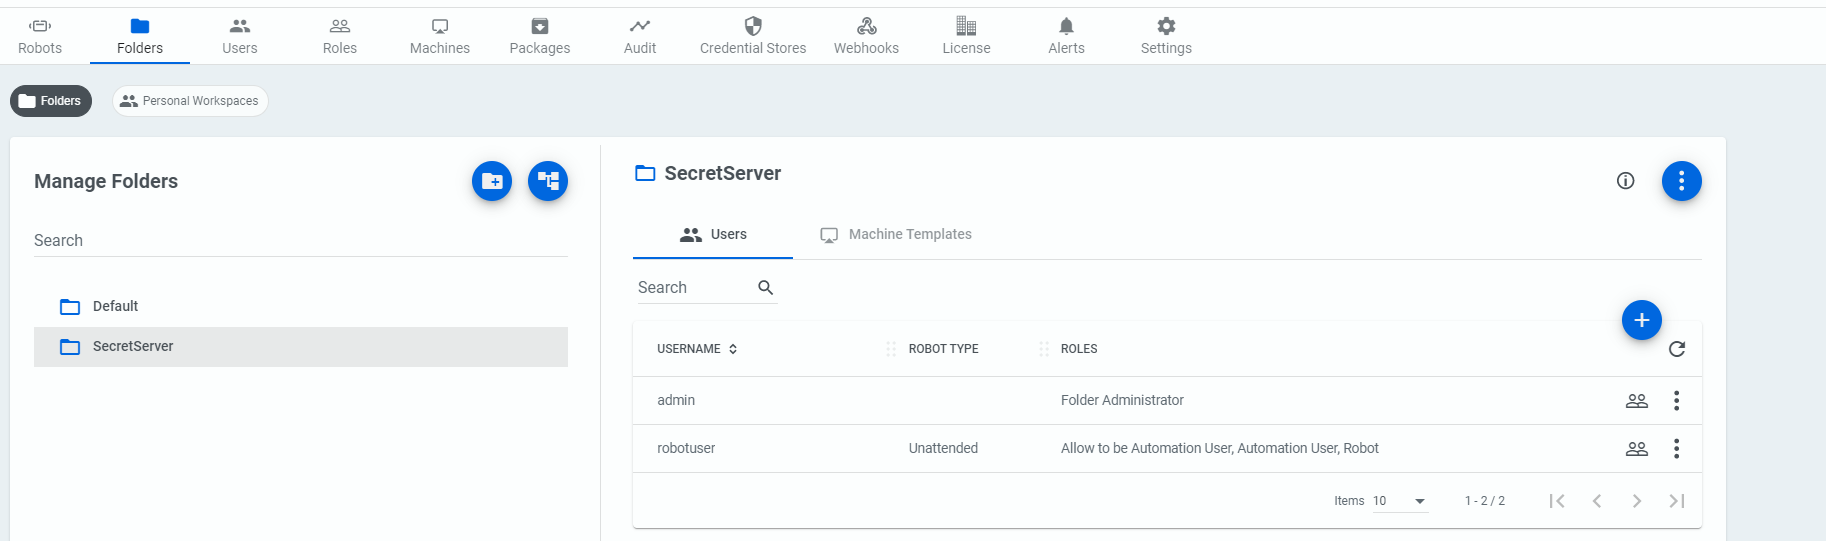 Robots Folders Users Roles Machines Packages Audit Credential Stores Webhooks License Alerts Settings
Folders Personal Workspaces
Manage Folders
Search
Default
SecretServer
SecretServer
Users Machine Templates
Search
USERNAME ROBOT TYPE ROLES
admin Folder Administrator
robotuser Unattended Allow to be Automation User, Automation User, Robot
Items 10 1 - 2 / 2